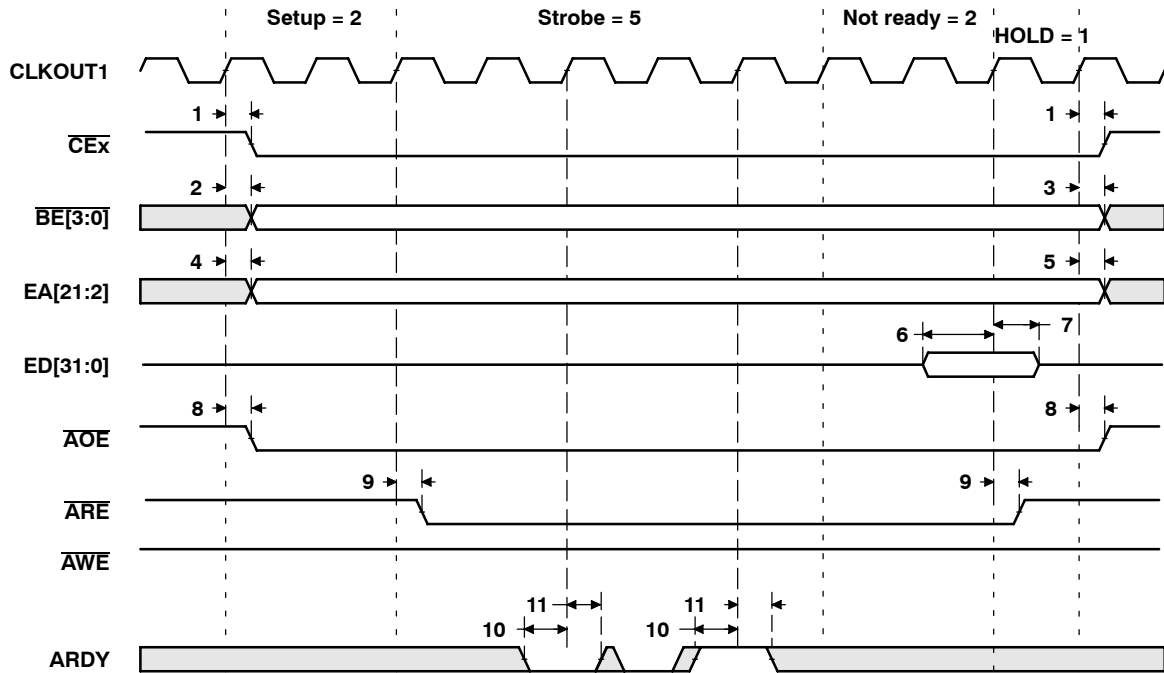 Setup = 2 Strobe = 5 Not ready = 2
HOLD = 1
CLKOUT1
1 1
CEx
2 3
BE[3:0]
4 5
EA[21:2]
6 7
ED[31:0]
8 8
AOE
9 9
ARE
AWE
11 11
10 10
ARDY